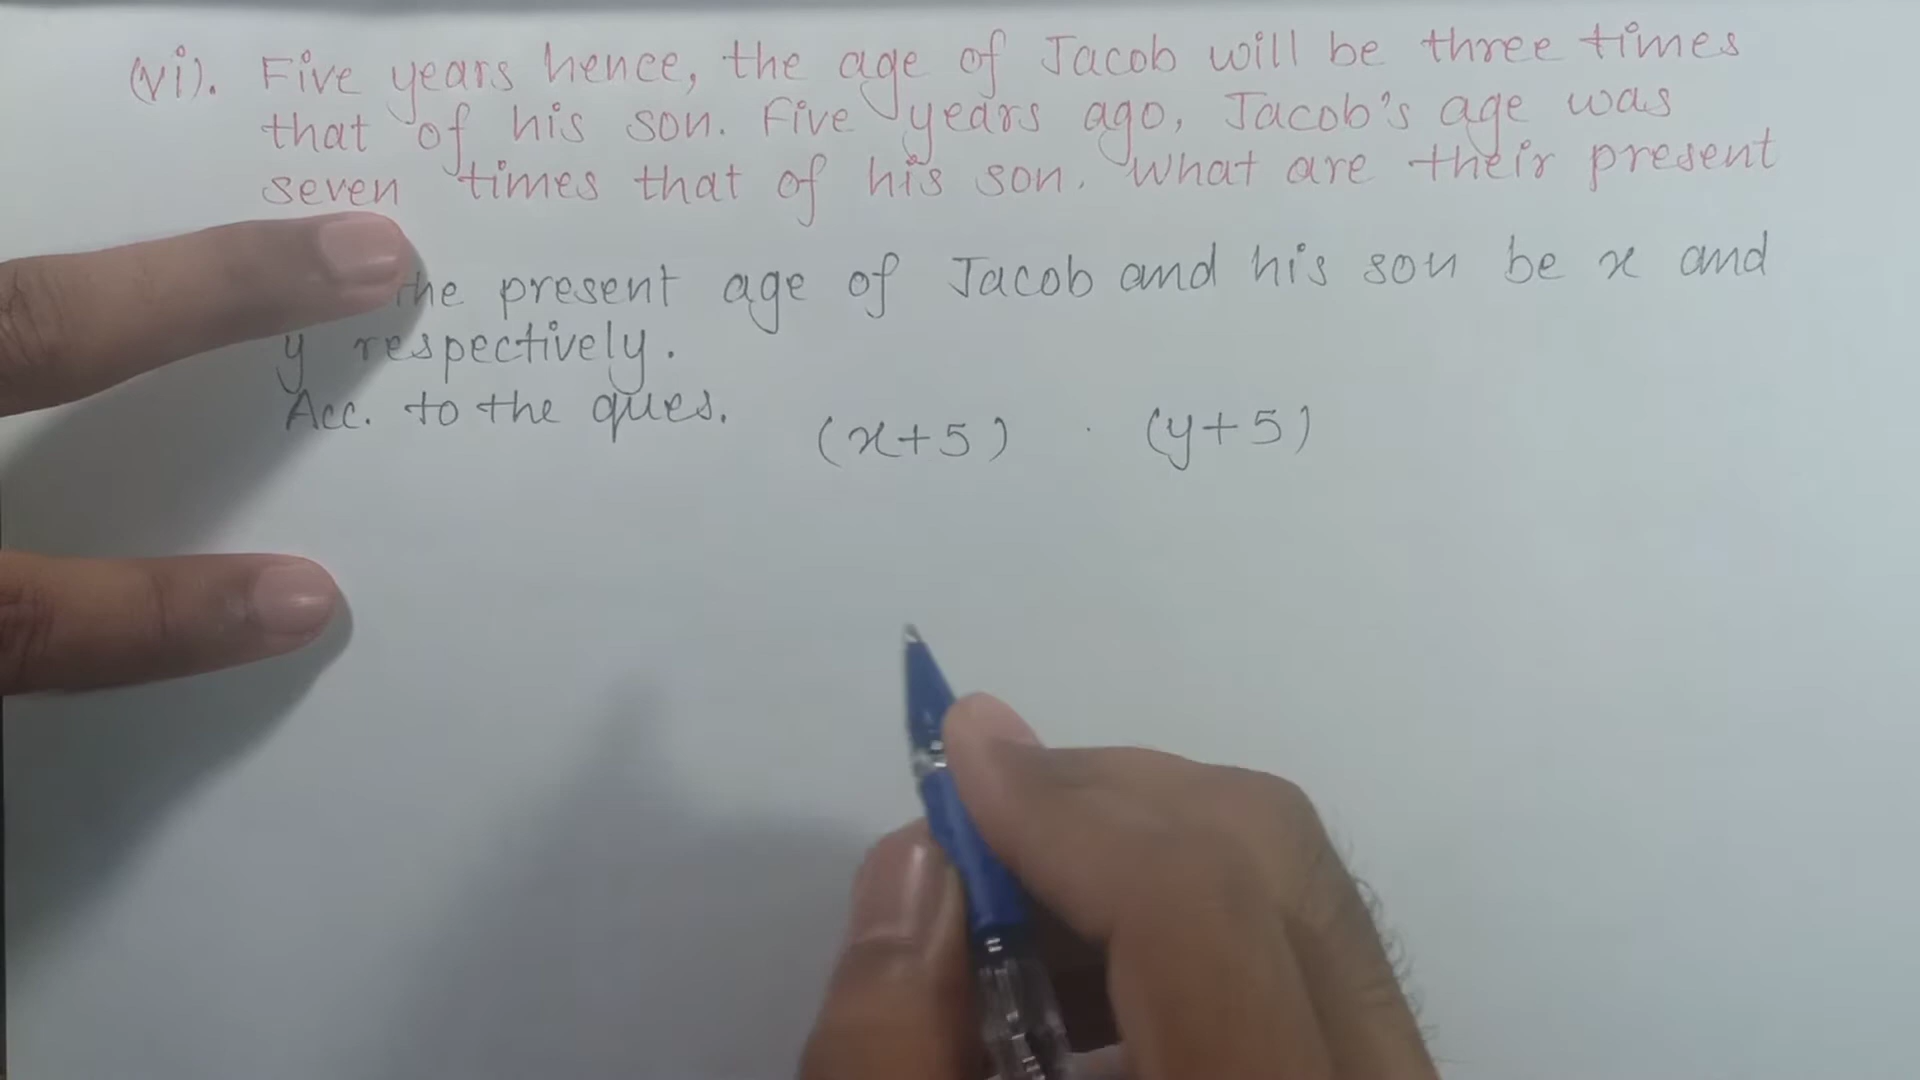 (vi). Five years hence, the age of Jacob will be three times
that of his son. Five years ago, Jacob's age was
seven times that of his son. What are their present
the present age of Jacob and his son be x and
y respectively.
Acc. to the ques. (x+5) . (y+5)